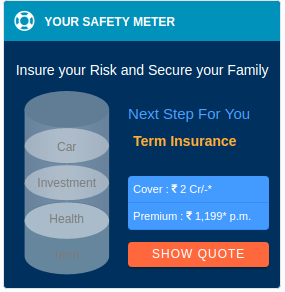 YOUR SAFETY METER
Insure your Risk and Secure your Family
Car
Investment
Health
Term
Next Step For You
Term Insurance
Cover : ₹ 2 Cr/-*
Premium : ₹ 1,199* p.m.
SHOW QUOTE